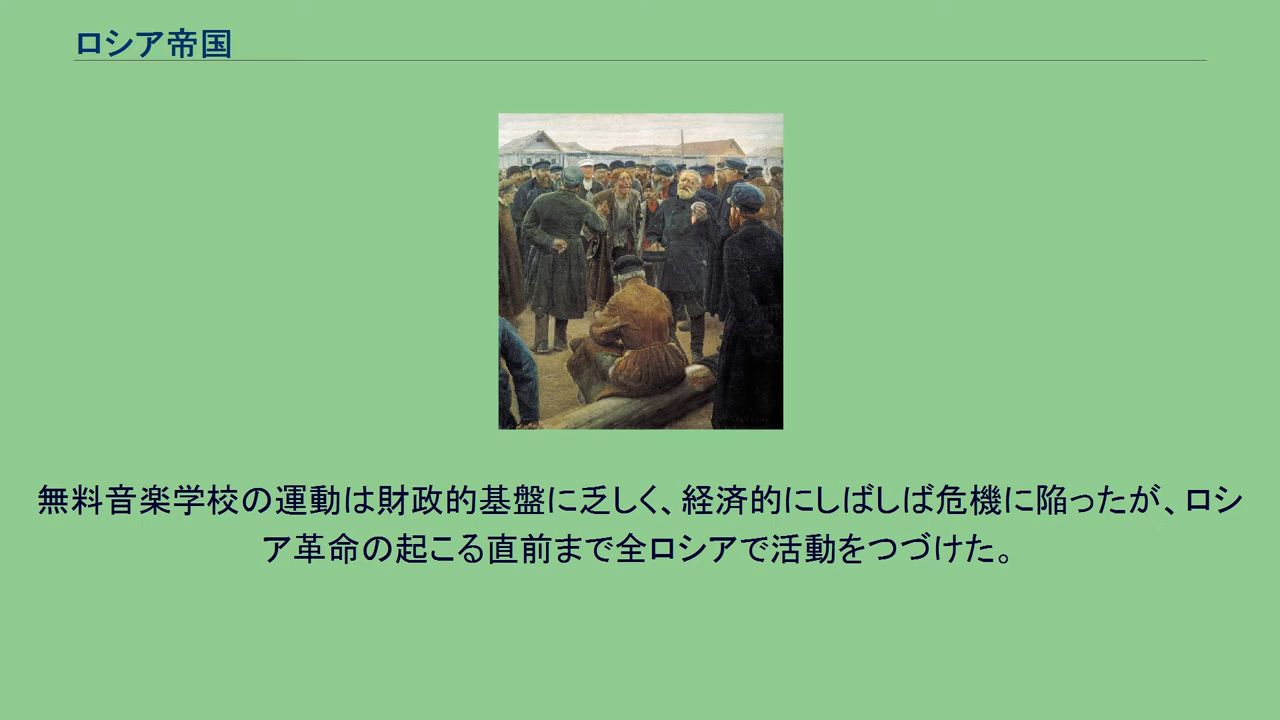 ロシア帝国
無料音楽学校の運動は財政的基盤に乏しく、経済的にしばしば危機に陥ったが、ロシ
ア革命の起こる直前まで全ロシアで活動をつづけた。